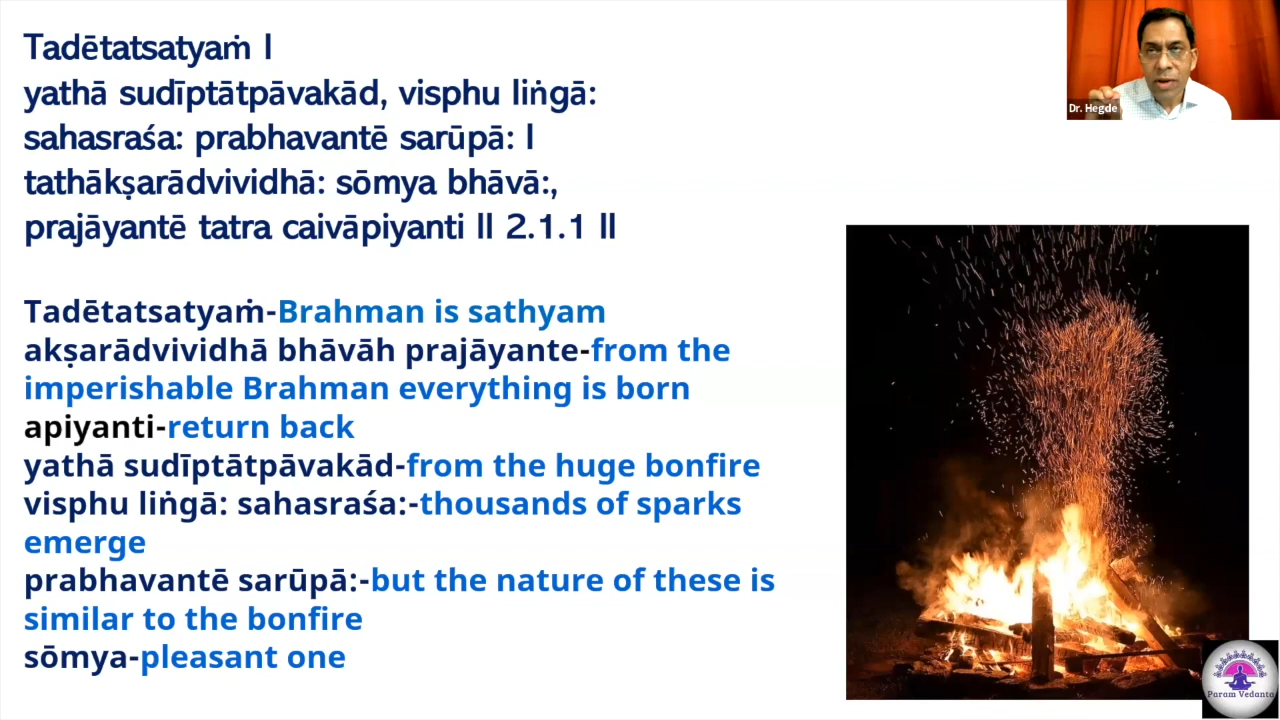 Tadētatsatyaṁ l
yathā sudīptātpāvakād, visphu liṅgā:
sahasraśa: prabhavantē sarūpā: l
tathākṣarādvividhā: sōmya bhāvā:,
prajāyantē tatra caivāpiyanti ll 2.1.1 ll
Tadētatsatyaṁ-Brahman is sathyam
akṣarādvividhā bhāvāh prajāyante-from the
imperishable Brahman everything is born
apiyanti-return back
yathā sudīptātpāvakād-from the huge bonfire
visphu liṅgā: sahasraśa:-thousands of sparks
emerge
prabhavantē sarūpā:-but the nature of these is
similar to the bonfire
sōmya-pleasant one
Dr. Hegde
Param Vedanta